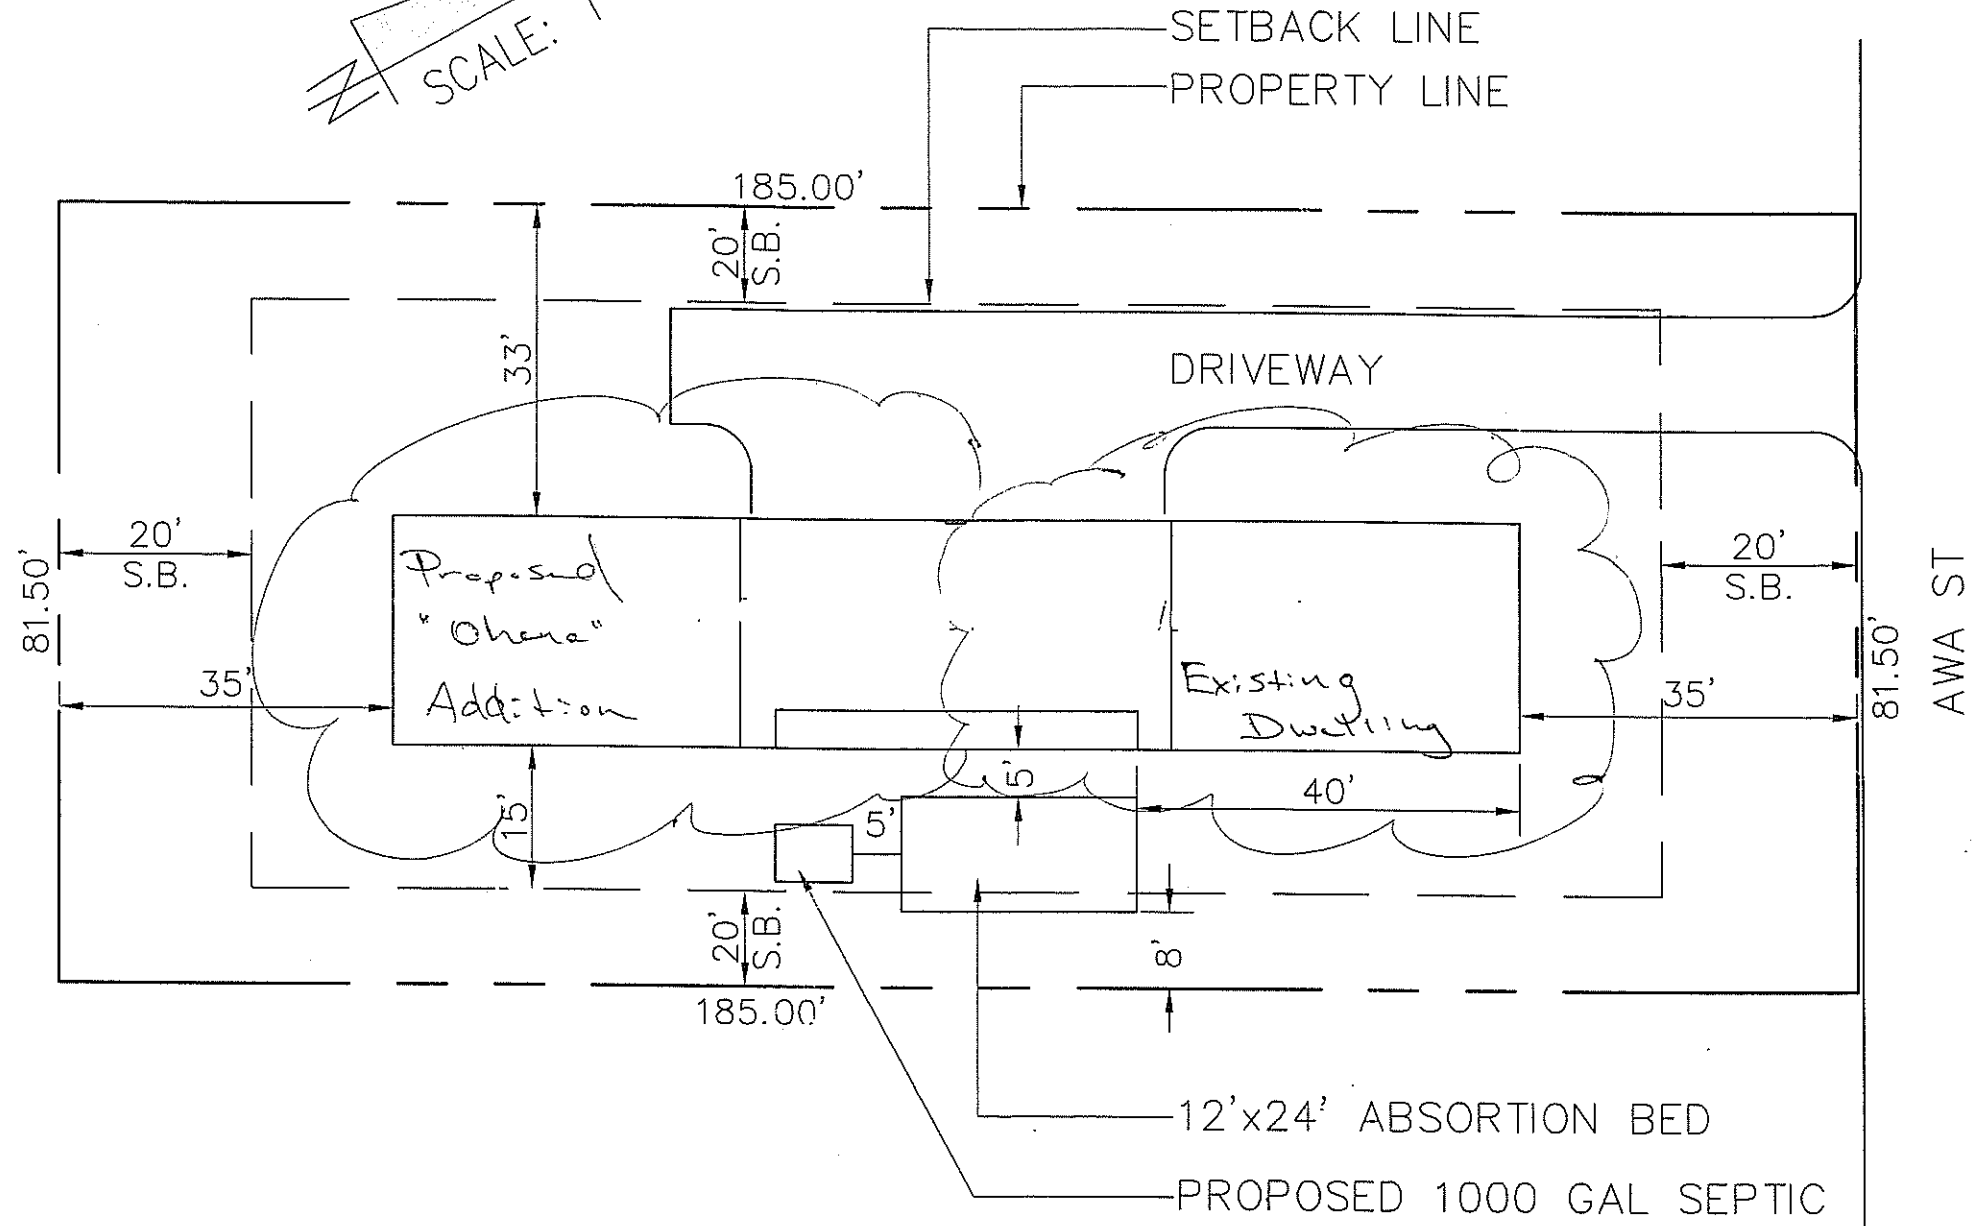 N
SCALE:
SETBACK LINE
PROPERTY LINE
185.00'
20'
S.B.
33'
DRIVEWAY
20'
S.B.
81.50'
35'
Proposed
"Ohana"
Addition
Existing
Dwelling
20'
S.B.
35'
81.50'
AWA ST
15'
5'
5'
40'
20'
S.B.
8'
185.00'
12'x24' ABSORTION BED
PROPOSED 1000 GAL SEPTIC